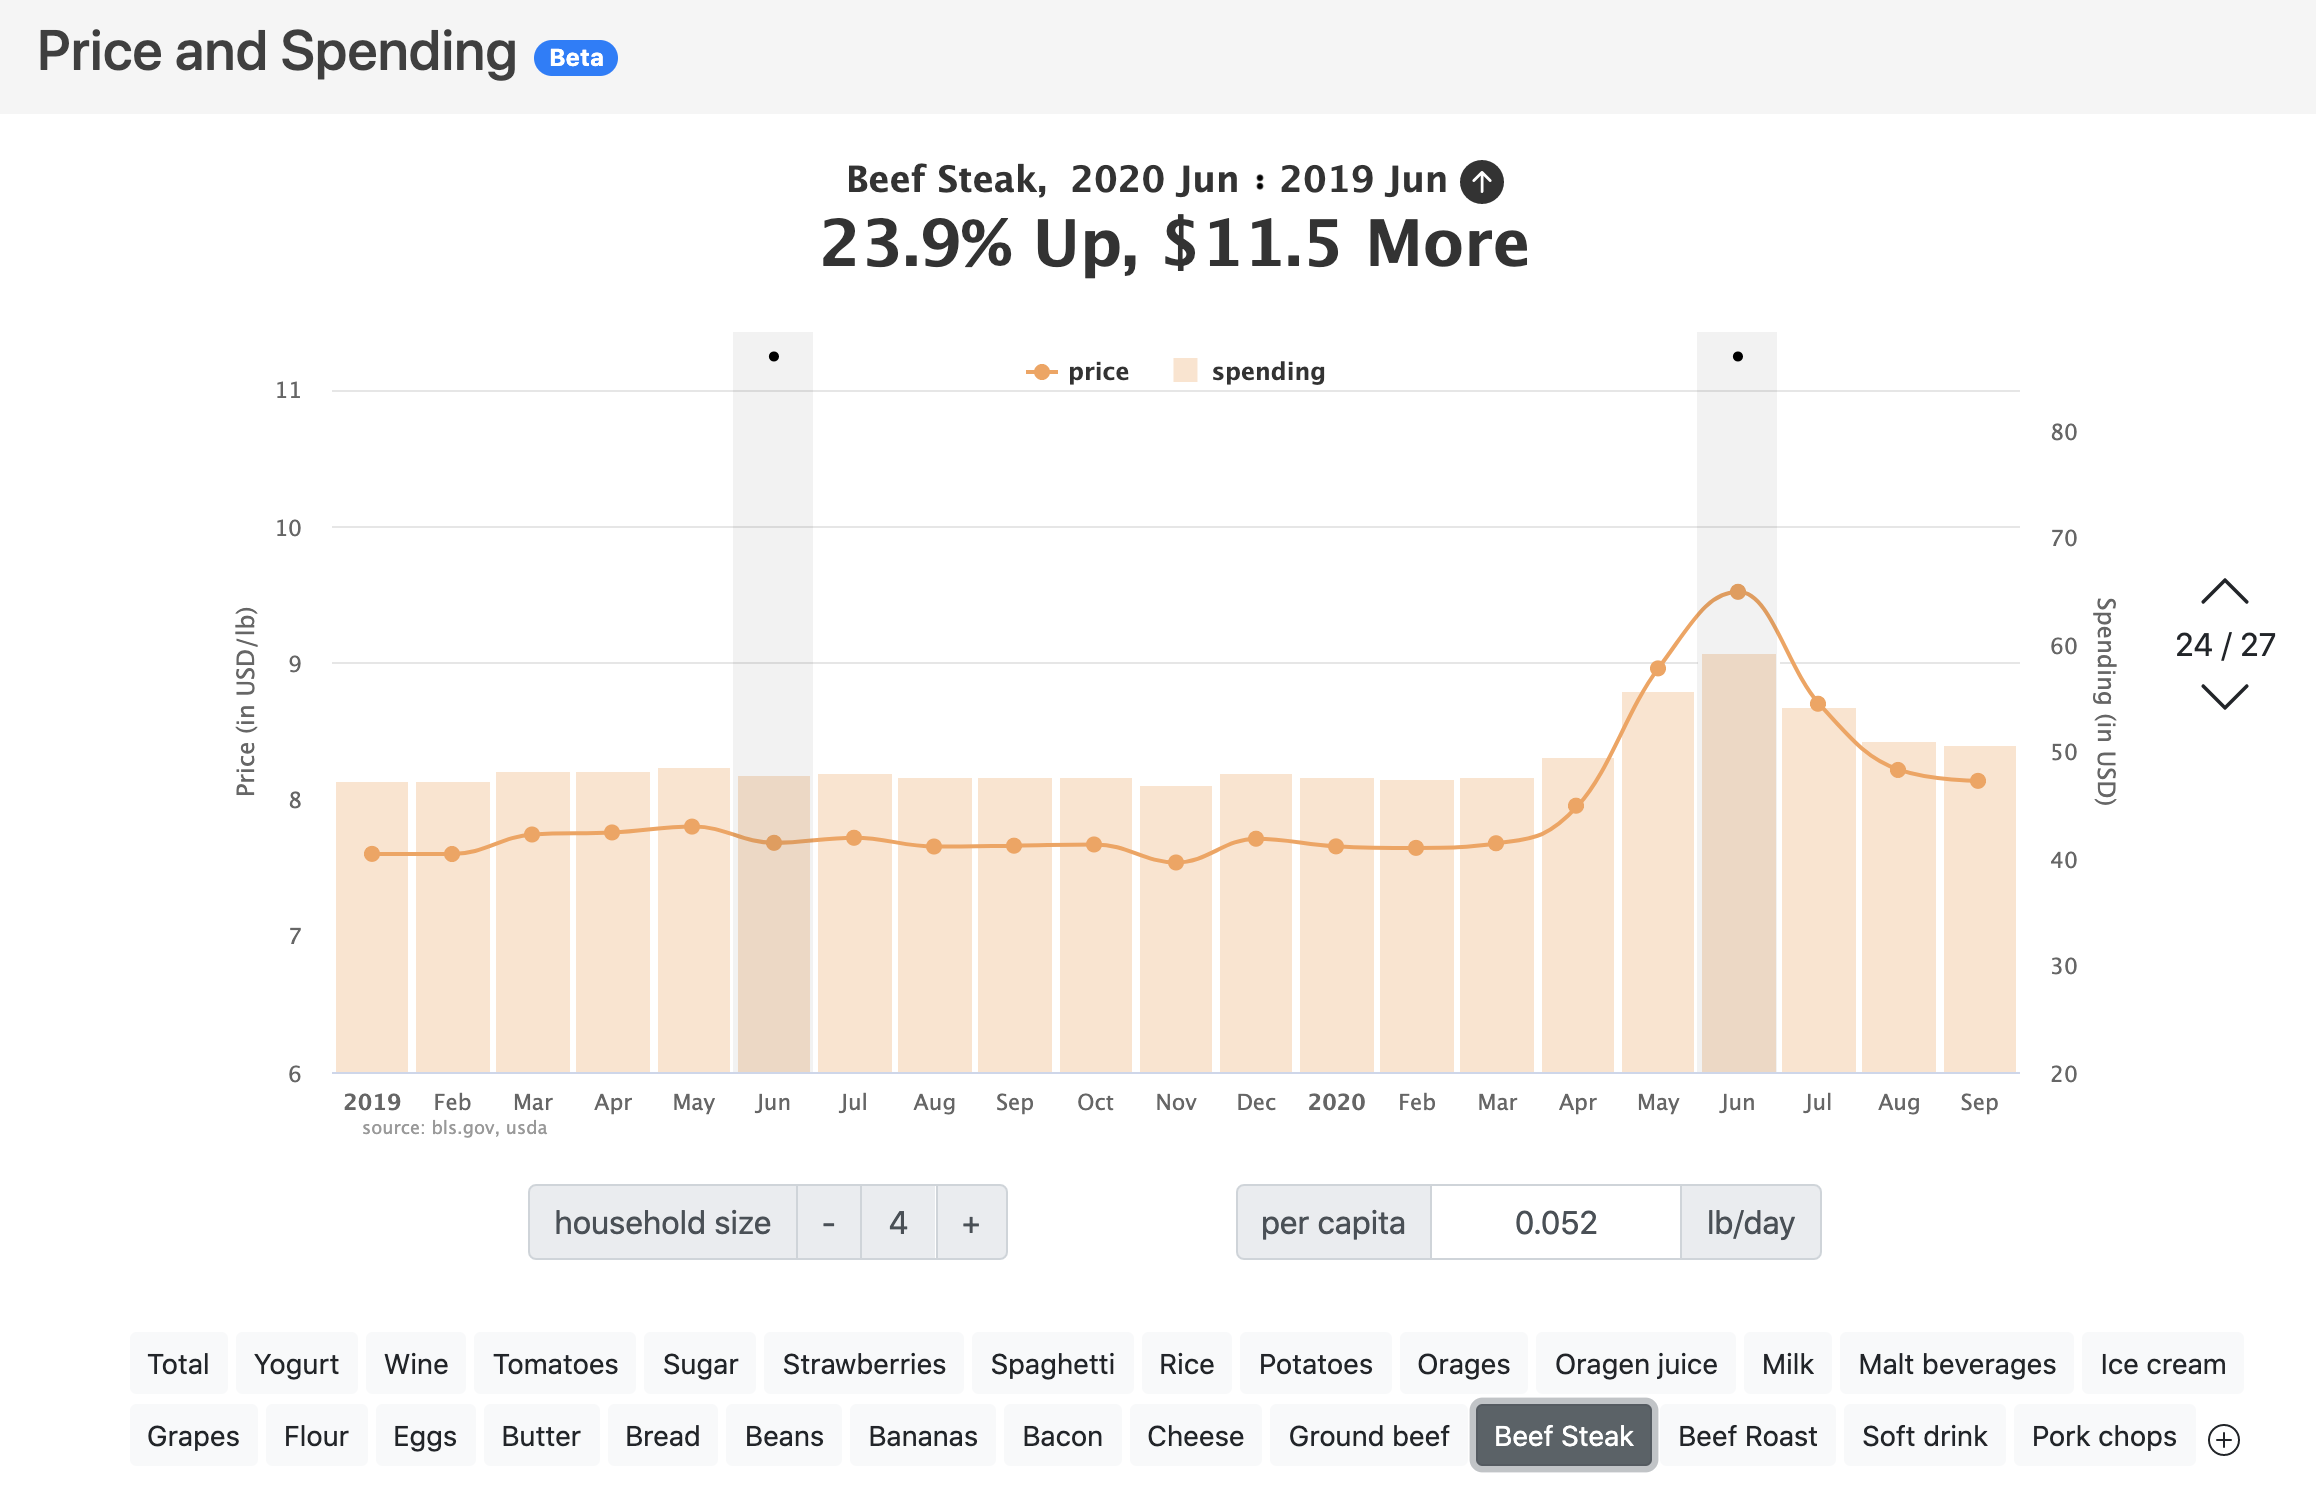 Price and Spending Beta
Beef Steak, 2020 Jun : 2019 Jun
23.9% Up, $11.5 More
price spending
11
10
9
8
7
6
Price (in USD/lb)
80
70
60
50
40
30
20
Spending (in USD)
24 / 27
2019 Feb Mar Apr May Jun Jul Aug Sep Oct Nov Dec 2020 Feb Mar Apr May Jun Jul Aug Sep
source: bls.gov, usda
household size - 4 +
per capita 0.052 lb/day
Total Yogurt Wine Tomatoes Sugar Strawberries Spaghetti Rice Potatoes Orages Oragen juice Milk Malt beverages Ice cream
Grapes Flour Eggs Butter Bread Beans Bananas Bacon Cheese Ground beef Beef Steak Beef Roast Soft drink Pork chops